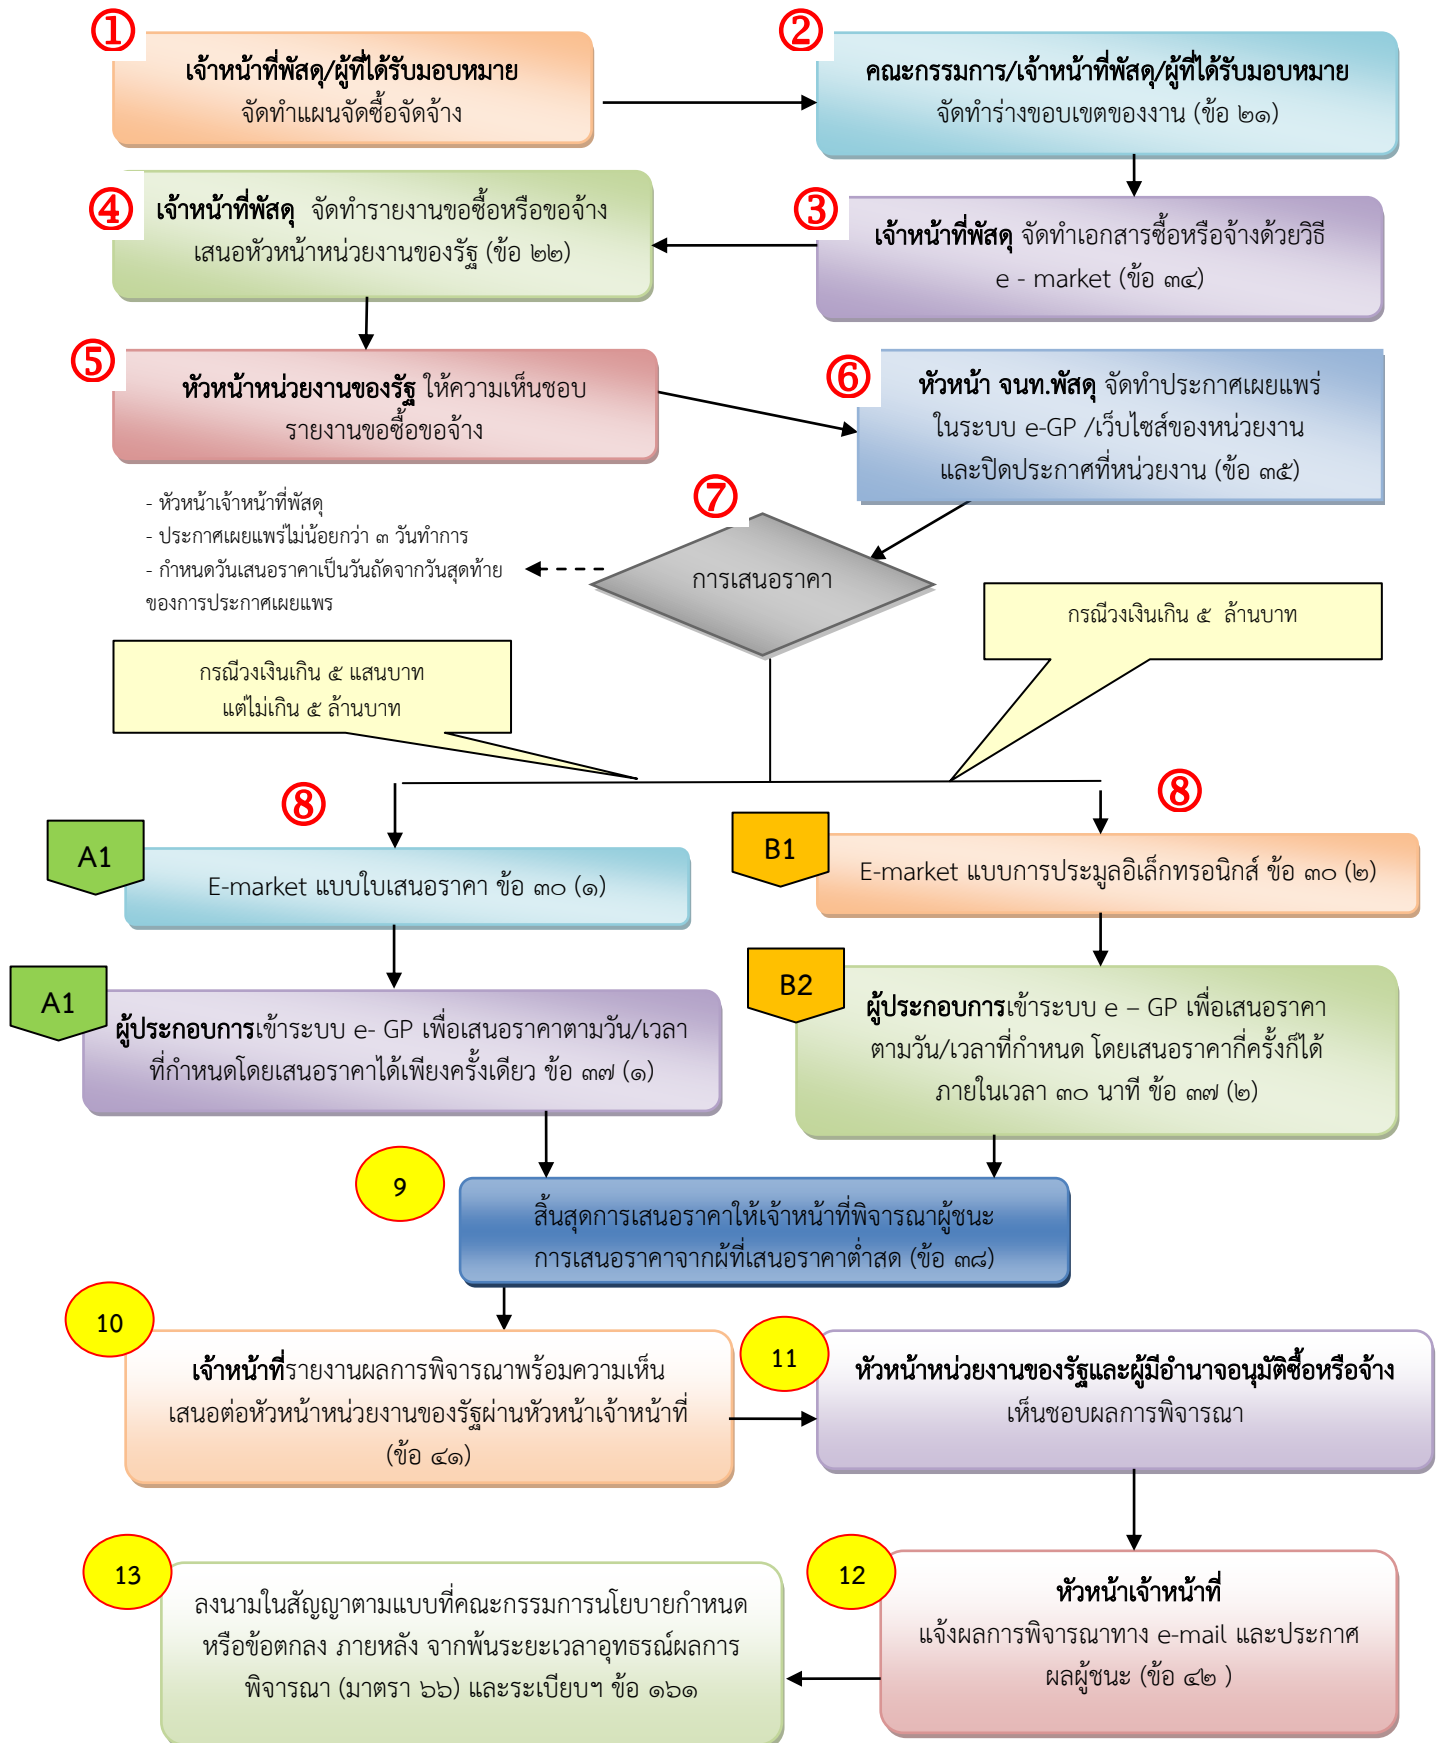 ①
เจ้าหน้าที่พัสดุ/ผู้ที่ได้รับมอบหมาย
จัดทำแผนจัดซื้อจัดจ้าง
②
คณะกรรมการ/เจ้าหน้าที่พัสดุ/ผู้ที่ได้รับมอบหมาย
จัดทำร่างขอบเขตของงาน (ข้อ ๒๑)
③
เจ้าหน้าที่พัสดุ จัดทำเอกสารซื้อหรือจ้างด้วยวิธี
e - market (ข้อ ๓๔)
④
เจ้าหน้าที่พัสดุ จัดทำรายงานขอซื้อหรือขอจ้าง
เสนอหัวหน้าหน่วยงานของรัฐ (ข้อ ๒๒)
⑤
หัวหน้าหน่วยงานของรัฐ ให้ความเห็นชอบ
รายงานขอซื้อขอจ้าง
⑥
หัวหน้า จนท.พัสดุ จัดทำประกาศเผยแพร่
ในระบบ e-GP /เว็บไซส์ของหน่วยงาน
และปิดประกาศที่หน่วยงาน (ข้อ ๓๕)
⑦
การเสนอราคา
- หัวหน้าเจ้าหน้าที่พัสดุ
- ประกาศเผยแพร่ไม่น้อยกว่า ๓ วันทำการ
- กำหนดวันเสนอราคาเป็นวันถัดจากวันสุดท้าย
ของการประกาศเผยแพร
กรณีวงเงินเกิน ๕ แสนบาท
แต่ไม่เกิน ๕ ล้านบาท
กรณีวงเงินเกิน ๕ ล้านบาท
⑧
A1
E-market แบบใบเสนอราคา ข้อ ๓๐ (๑)
⑧
B1
E-market แบบการประมูลอิเล็กทรอนิกส์ ข้อ ๓๐ (๒)
A1
ผู้ประกอบการเข้าระบบ e- GP เพื่อเสนอราคาตามวัน/เวลา
ที่กำหนดโดยเสนอราคาได้เพียงครั้งเดียว ข้อ ๓๗ (๑)
B2
ผู้ประกอบการเข้าระบบ e – GP เพื่อเสนอราคา
ตามวัน/เวลาที่กำหนด โดยเสนอราคากี่ครั้งก็ได้
ภายในเวลา ๓๐ นาที ข้อ ๓๗ (๒)
9
สิ้นสุดการเสนอราคาให้เจ้าหน้าที่พิจารณาผู้ชนะ
การเสนอราคาจากผู้ที่เสนอราคาต่ำสุด (ข้อ ๓๘)
10
เจ้าหน้าที่รายงานผลการพิจารณาพร้อมความเห็น
เสนอต่อหัวหน้าหน่วยงานของรัฐผ่านหัวหน้าเจ้าหน้าที่
(ข้อ ๔๑)
11
หัวหน้าหน่วยงานของรัฐและผู้มีอำนาจอนุมัติซื้อหรือจ้าง
เห็นชอบผลการพิจารณา
12
หัวหน้าเจ้าหน้าที่
แจ้งผลการพิจารณาทาง e-mail และประกาศ
ผลผู้ชนะ (ข้อ ๔๒ )
13
ลงนามในสัญญาตามแบบที่คณะกรรมการนโยบายกำหนด
หรือข้อตกลง ภายหลัง จากพ้นระยะเวลาอุทธรณ์ผลการ
พิจารณา (มาตรา ๖๖) และระเบียบฯ ข้อ ๑๖๑